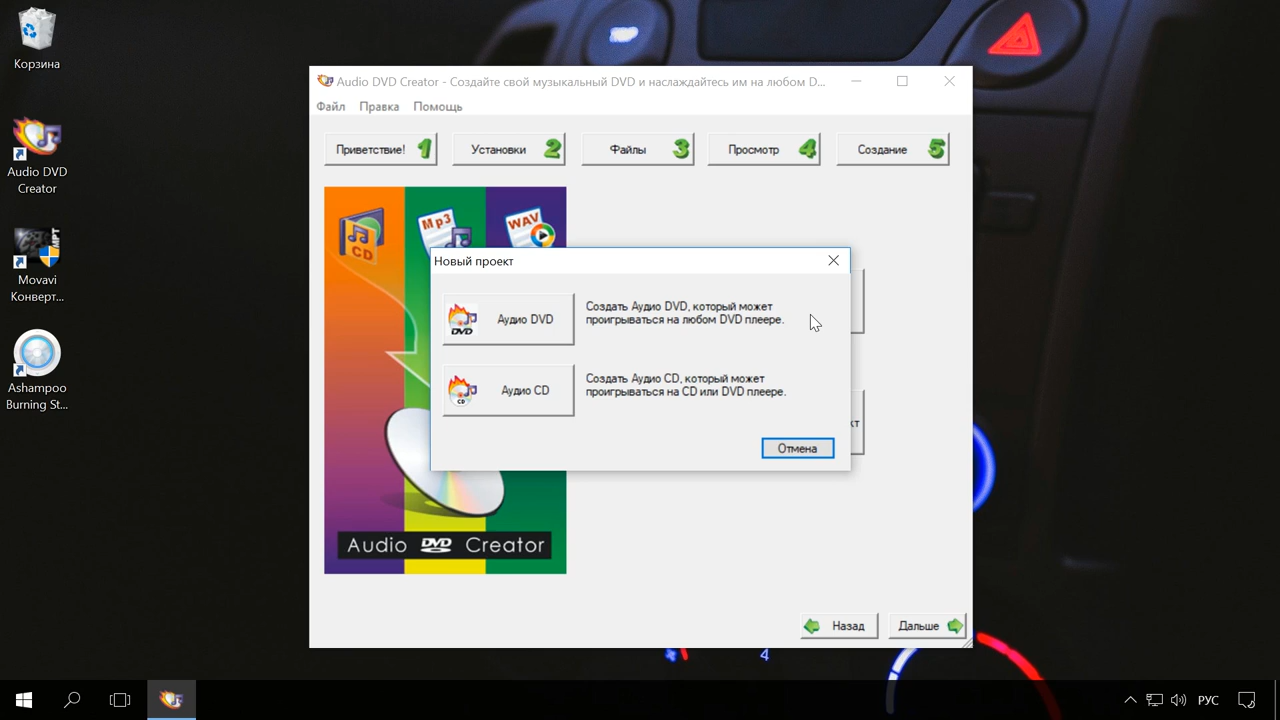 Корзина
Audio DVD
Creator
Movavi
Конверт...
Ashampoo
Burning St...
Audio DVD Creator - Создайте свой музыкальный DVD и наслаждайтесь им на любом D...
Файл Правка Помощь
Приветствие! 1 Установки 2 Файлы 3 Просмотр 4 Создание 5
CD Mp3 WAV
Новый проект
DVD Аудио DVD
Создать Аудио DVD, который может
проигрываться на любом DVD плеере.
CD Аудио CD
Создать Аудио CD, который может
проигрываться на CD или DVD плеере.
кт
Отмена
Audio DVD Creator
Назад Дальше
4
РУС